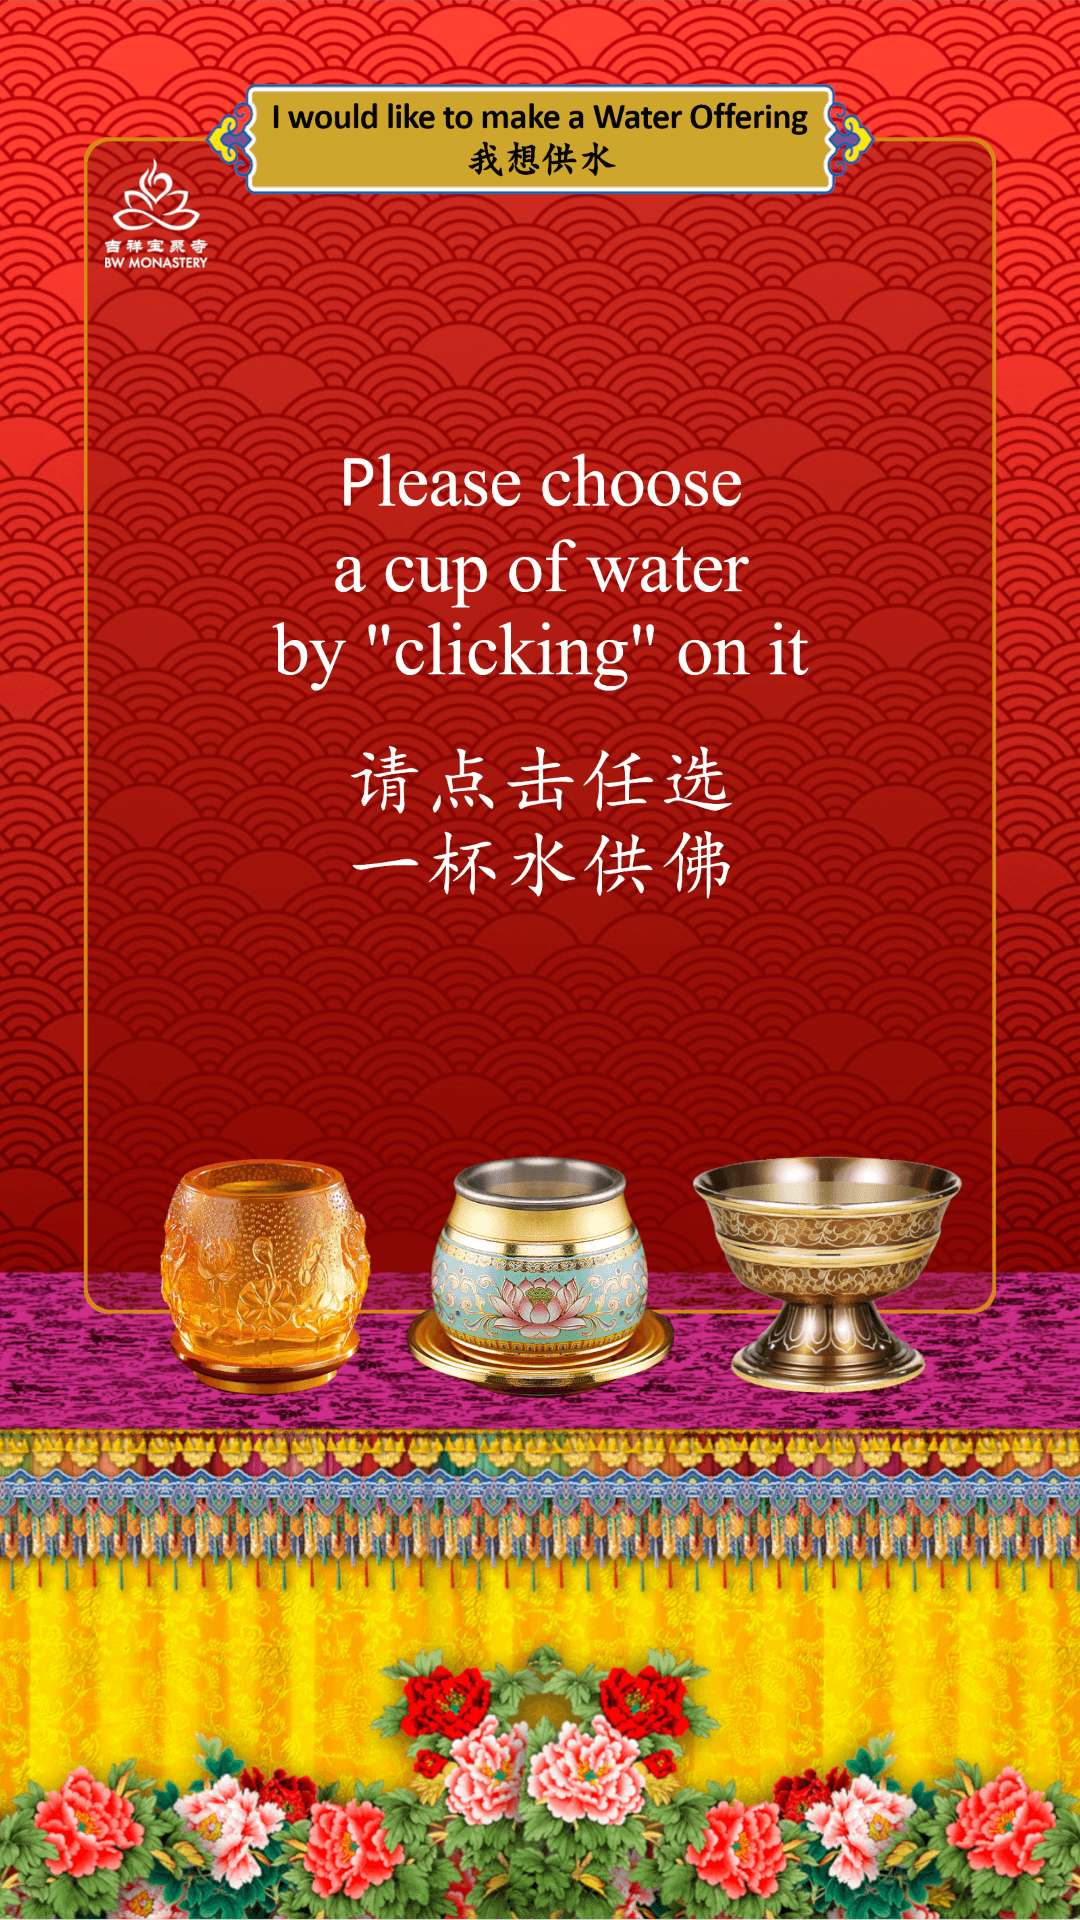 I would like to make a Water Offering
我想供水
吉祥宝聚寺
BW MONASTERY
Please choose
a cup of water
by "clicking" on it
请点击任选
一杯水供佛